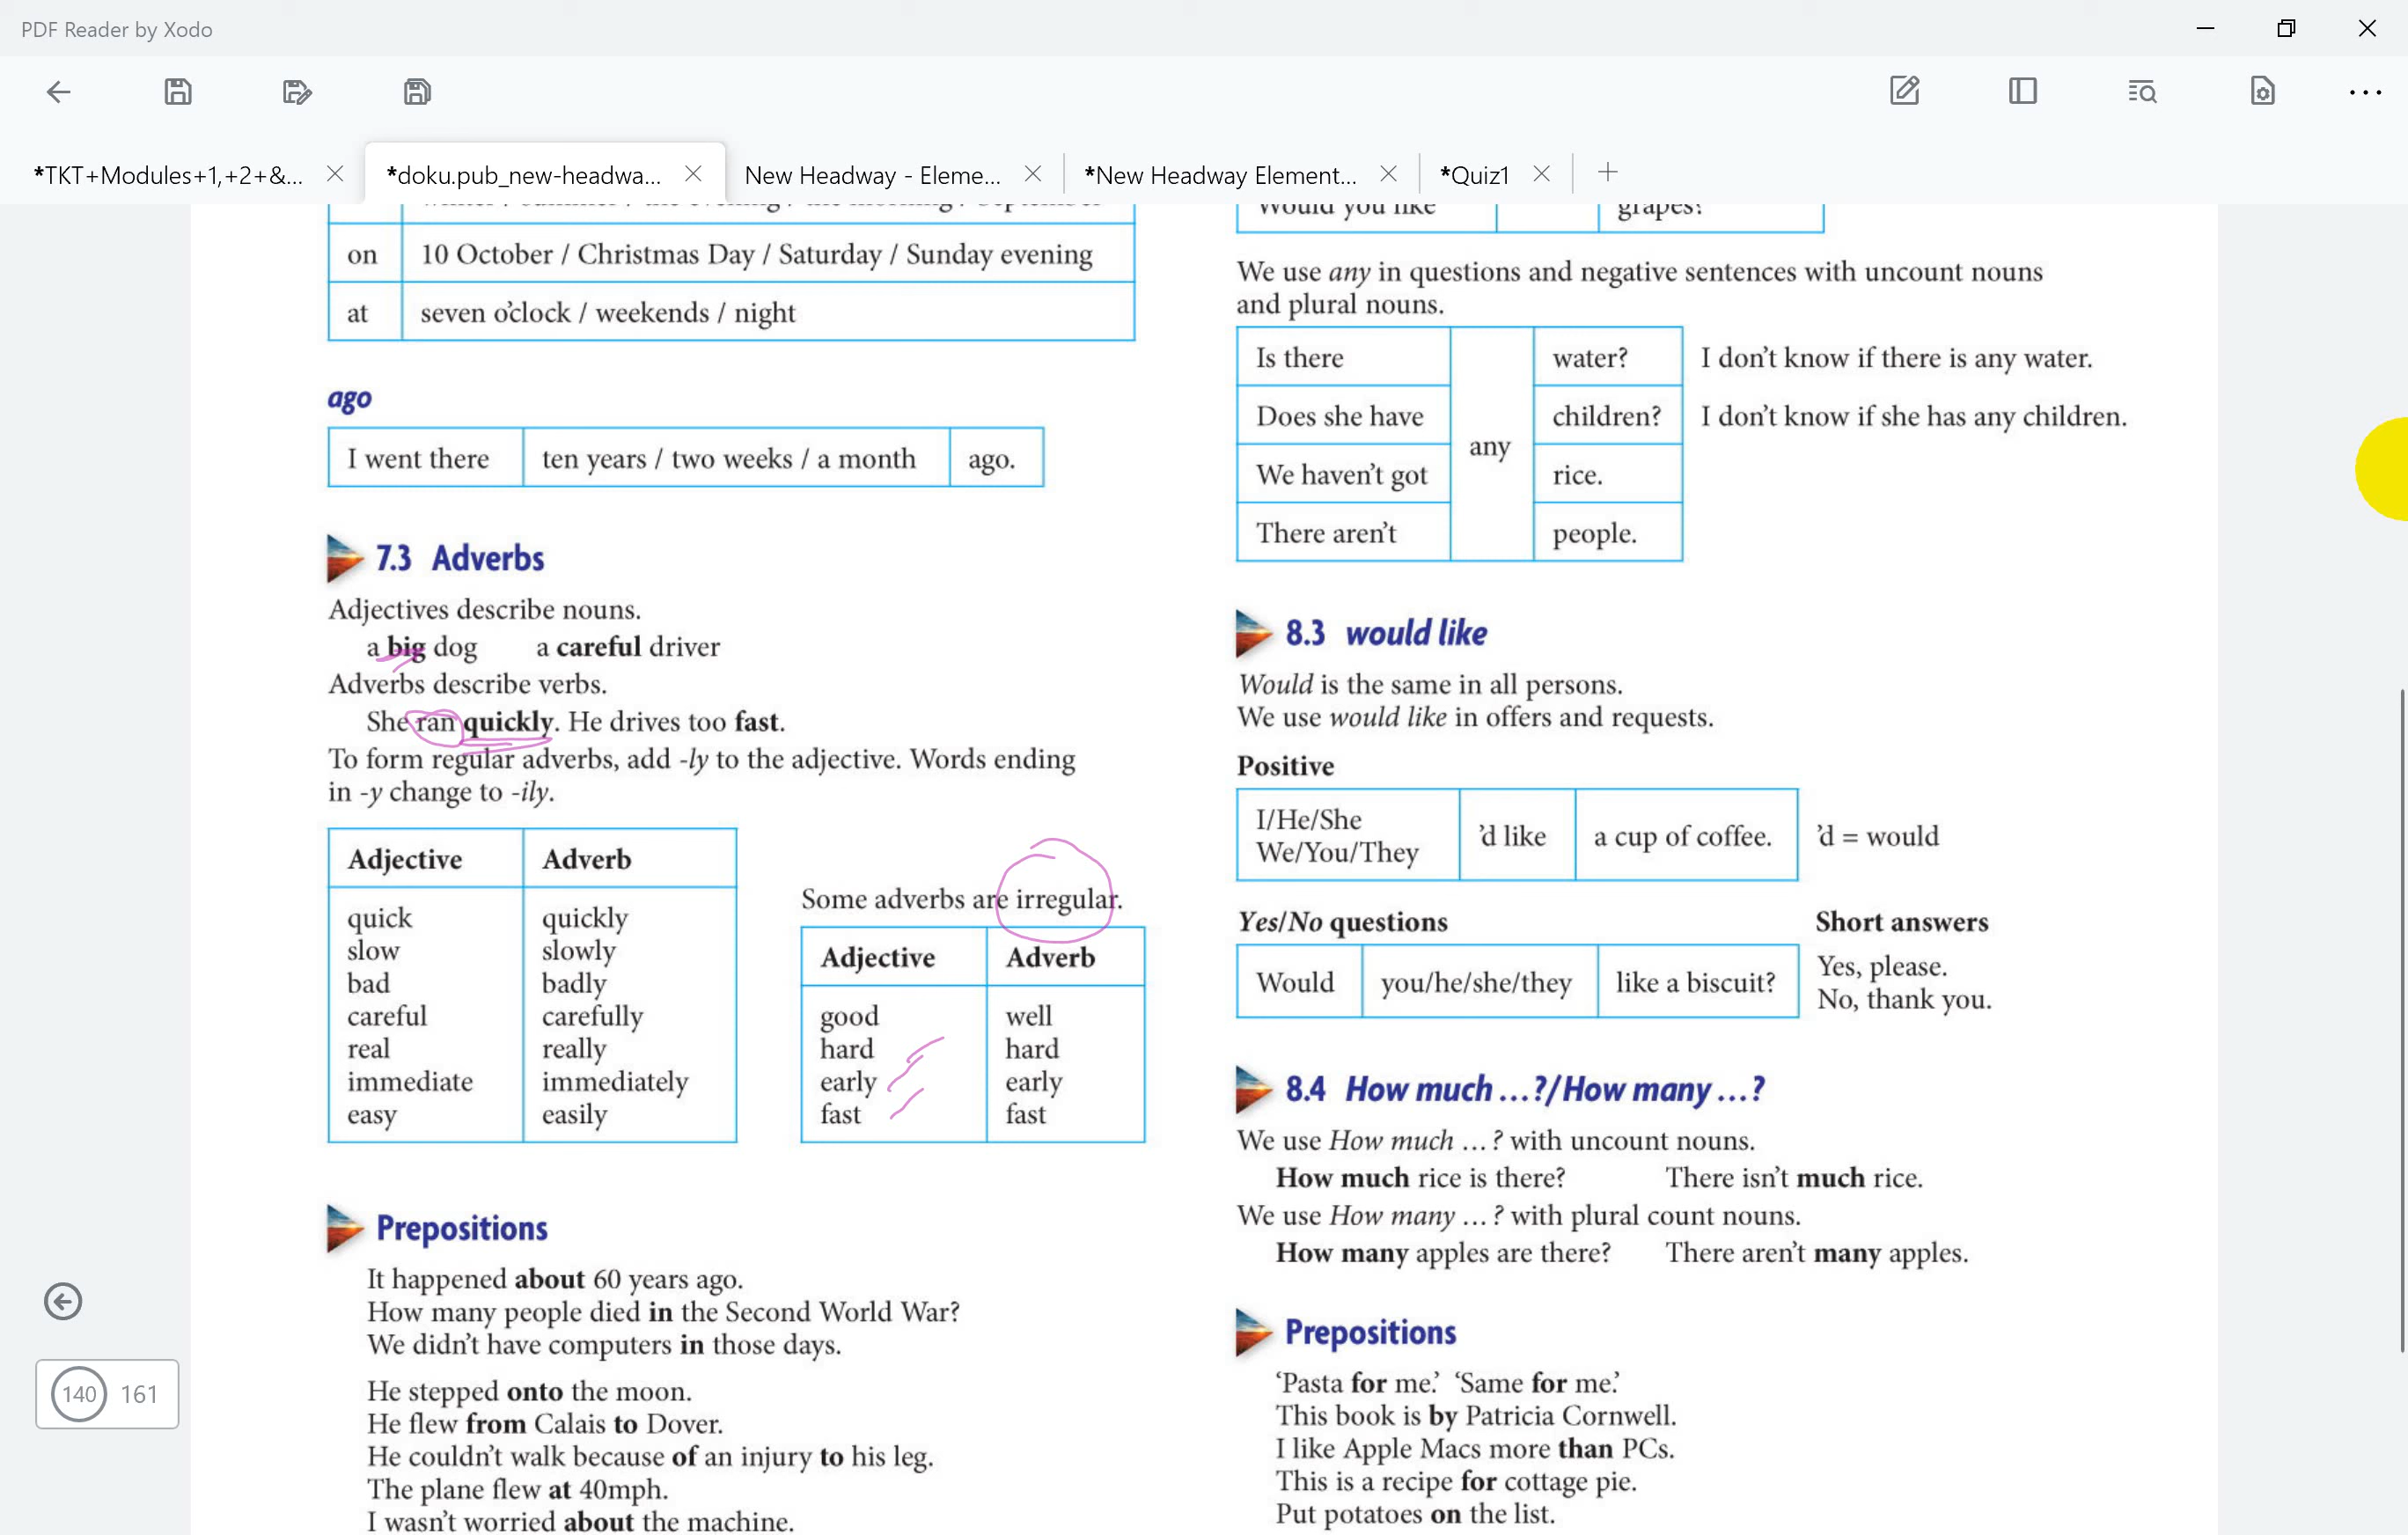 PDF Reader by Xodo
*TKT+Modules+1,+2+&...
*doku.pub_new-headwa...
New Headway - Eleme...
*New Headway Element...
*Quiz1
on 10 October / Christmas Day / Saturday / Sunday evening
at seven o'clock / weekends / night
ago
I went there ten years / two weeks / a month ago.
7.3 Adverbs
Adjectives describe nouns.
a big dog a careful driver
Adverbs describe verbs.
She ran quickly. He drives too fast.
To form regular adverbs, add -ly to the adjective. Words ending
in -y change to -ily.
Adjective Adverb
quick quickly
slow slowly
bad badly
careful carefully
real really
immediate immediately
easy easily
Some adverbs are irregular.
Adjective Adverb
good well
hard hard
early early
fast fast
Prepositions
It happened about 60 years ago.
How many people died in the Second World War?
We didn't have computers in those days.
He stepped onto the moon.
He flew from Calais to Dover.
He couldn't walk because of an injury to his leg.
The plane flew at 40mph.
I wasn't worried about the machine.
Would you like grapes?
We use any in questions and negative sentences with uncount nouns
and plural nouns.
Is there water? I don't know if there is any water.
Does she have children? I don't know if she has any children.
any
We haven't got rice.
There aren't people.
8.3 would like
Would is the same in all persons.
We use would like in offers and requests.
Positive
I/He/She
We/You/They 'd like a cup of coffee. 'd = would
Yes/No questions Short answers
Would you/he/she/they like a biscuit? Yes, please.
No, thank you.
8.4 How much …?/How many …?
We use How much …? with uncount nouns.
How much rice is there? There isn't much rice.
We use How many …? with plural count nouns.
How many apples are there? There aren't many apples.
Prepositions
'Pasta for me.' 'Same for me.'
This book is by Patricia Cornwell.
I like Apple Macs more than PCs.
This is a recipe for cottage pie.
Put potatoes on the list.
140 161